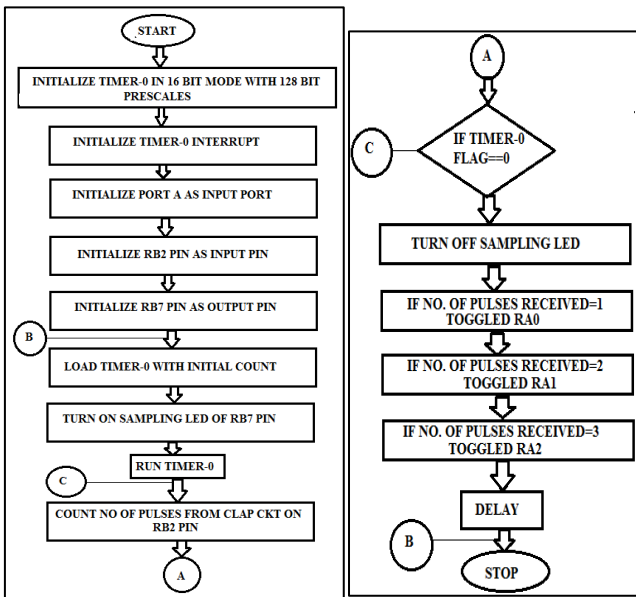 START
INITIALIZE TIMER-0 IN 16 BIT MODE WITH 128 BIT
PRESCALES
INITIALIZE TIMER-0 INTERRUPT
INITIALIZE PORT A AS INPUT PORT
INITIALIZE RB2 PIN AS INPUT PIN
INITIALIZE RB7 PIN AS OUTPUT PIN
B
LOAD TIMER-0 WITH INITIAL COUNT
TURN ON SAMPLING LED OF RB7 PIN
RUN TIMER-0
C
COUNT NO OF PULSES FROM CLAP CKT ON
RB2 PIN
A
A
C
IF TIMER-0
FLAG==0
TURN OFF SAMPLING LED
IF NO. OF PULSES RECEIVED=1
TOGGLED RA0
IF NO. OF PULSES RECEIVED=2
TOGGLED RA1
IF NO. OF PULSES RECEIVED=3
TOGGLED RA2
DELAY
B
STOP